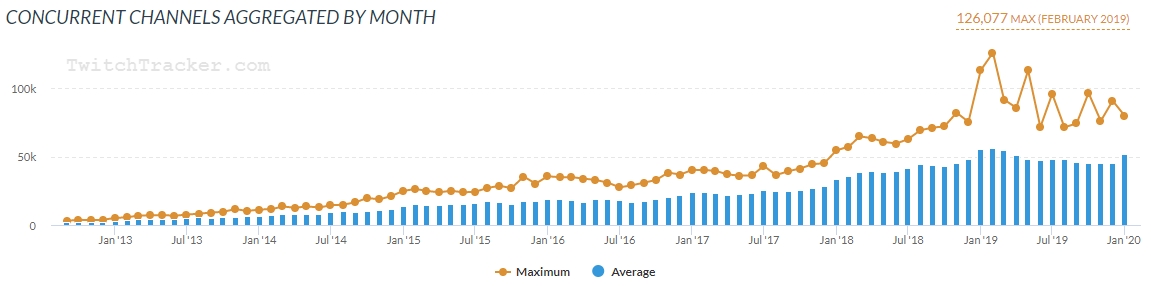 CONCURRENT CHANNELS AGGREGATED BY MONTH
126,077 MAX (FEBRUARY 2019)
TwitchTracker.com
100k
50k
0
Jan '13 Jul '13 Jan '14 Jul '14 Jan '15 Jul '15 Jan '16 Jul '16 Jan '17 Jul '17 Jan '18 Jul '18 Jan '19 Jul '19 Jan '20
Maximum Average